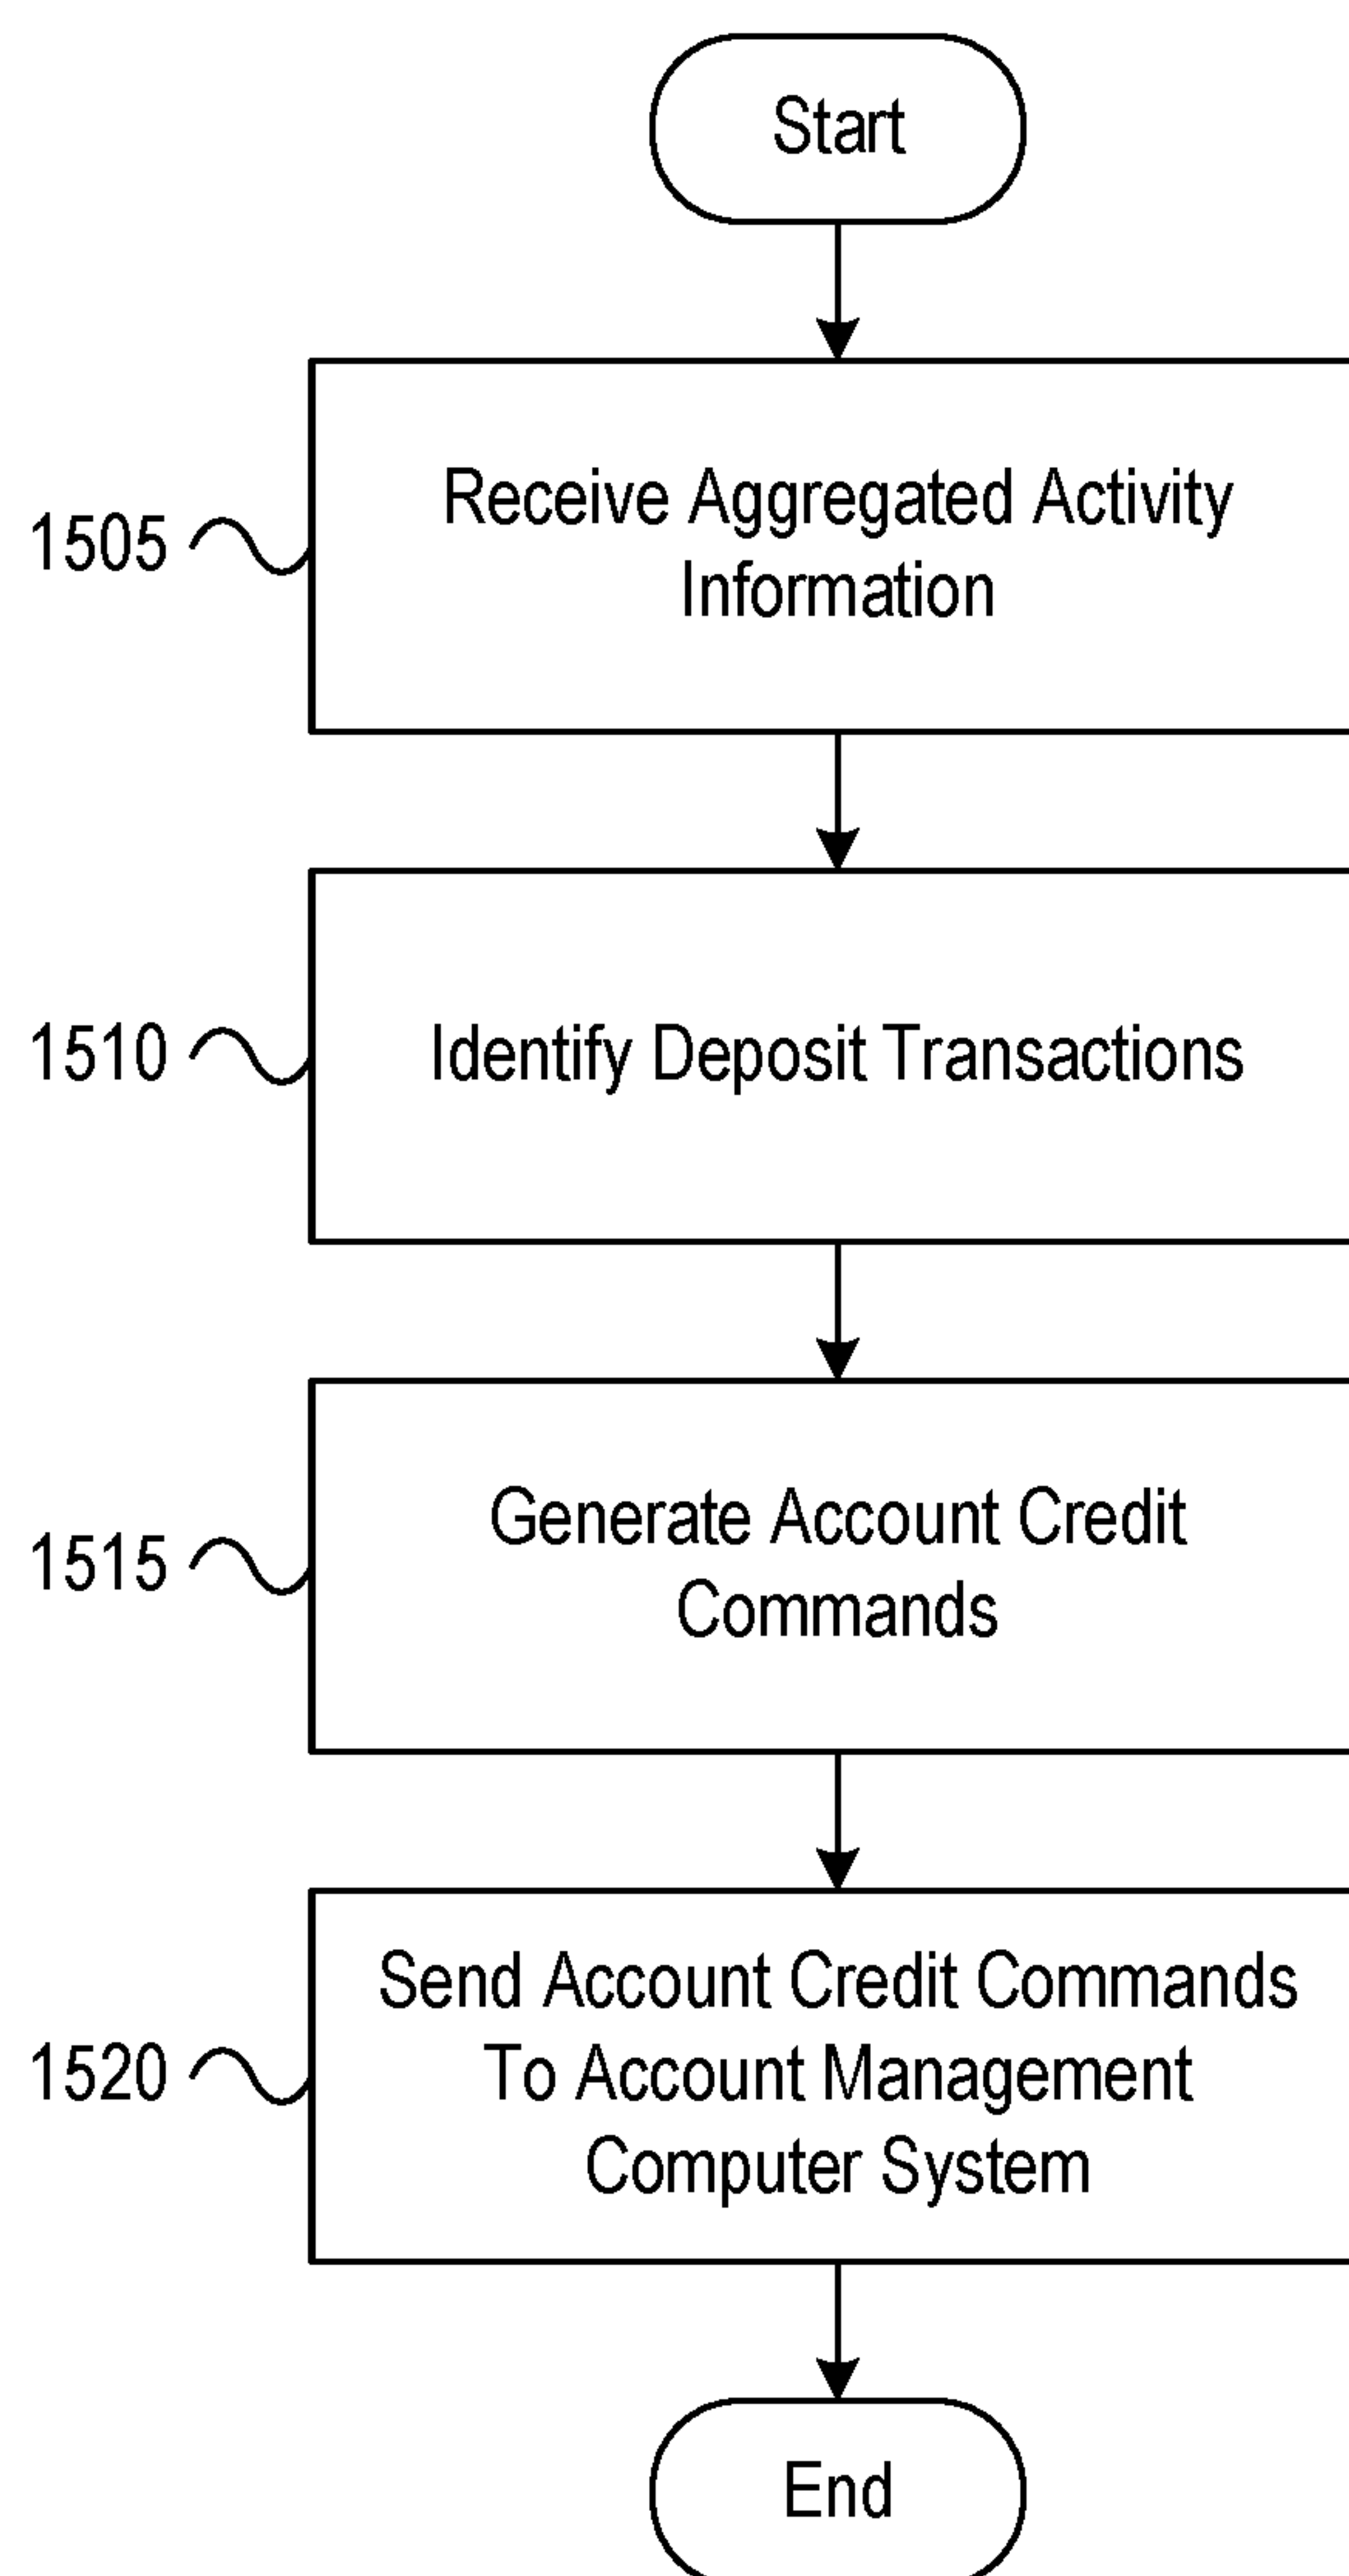 Start
1505
Receive Aggregated Activity
Information
1510
Identify Deposit Transactions
1515
Generate Account Credit
Commands
1520
Send Account Credit Commands
To Account Management
Computer System
End